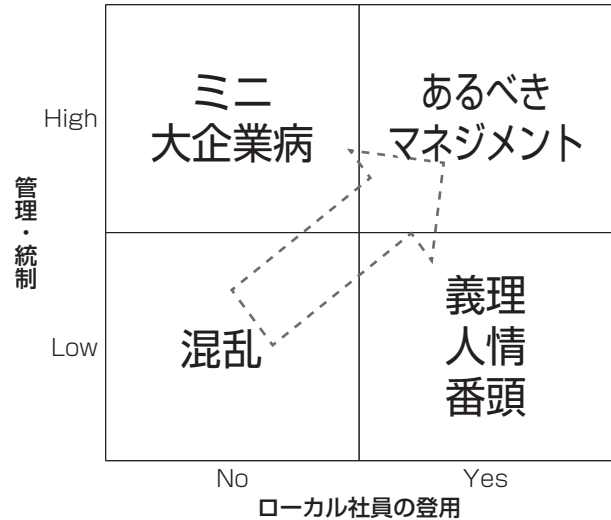 ミニ
大企業病
あるべき
マネジメント
High
管理・統制
Low
混乱
義理
人情
番頭
No
Yes
ローカル社員の登用